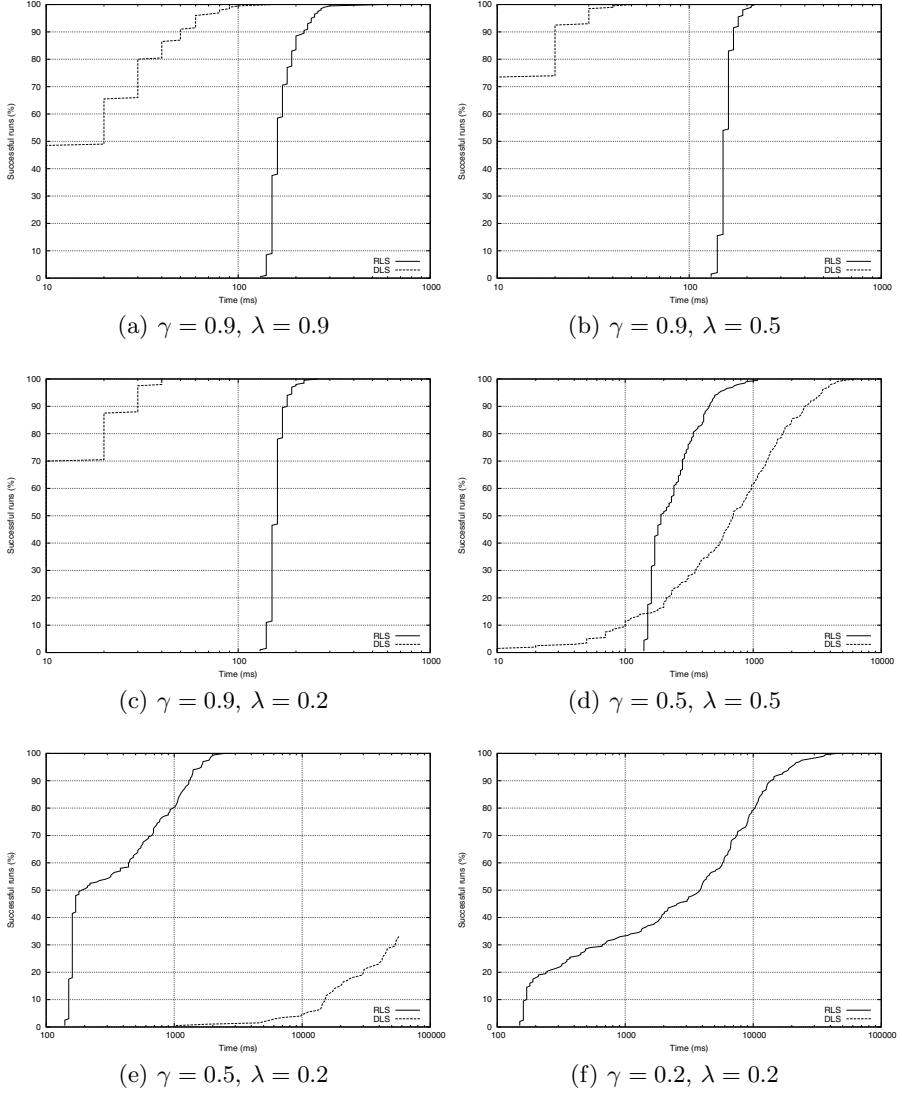 100
90
80
70
60
50
40
30
20
10
0
Successful runs (%)
RLS
DLS
10 100 1000
Time (ms)
(a) γ = 0.9, λ = 0.9
100
90
80
70
60
50
40
30
20
10
0
Successful runs (%)
RLS
DLS
10 100 1000
Time (ms)
(b) γ = 0.9, λ = 0.5
100
90
80
70
60
50
40
30
20
10
0
Successful runs (%)
RLS
DLS
10 100 1000
Time (ms)
(c) γ = 0.9, λ = 0.2
100
90
80
70
60
50
40
30
20
10
0
Successful runs (%)
RLS
DLS
10 100 1000 10000
Time (ms)
(d) γ = 0.5, λ = 0.5
100
90
80
70
60
50
40
30
20
10
0
Successful runs (%)
RLS
DLS
100 1000 10000 100000
Time (ms)
(e) γ = 0.5, λ = 0.2
100
90
80
70
60
50
40
30
20
10
0
Successful runs (%)
RLS
DLS
100 1000 10000 100000
Time (ms)
(f) γ = 0.2, λ = 0.2